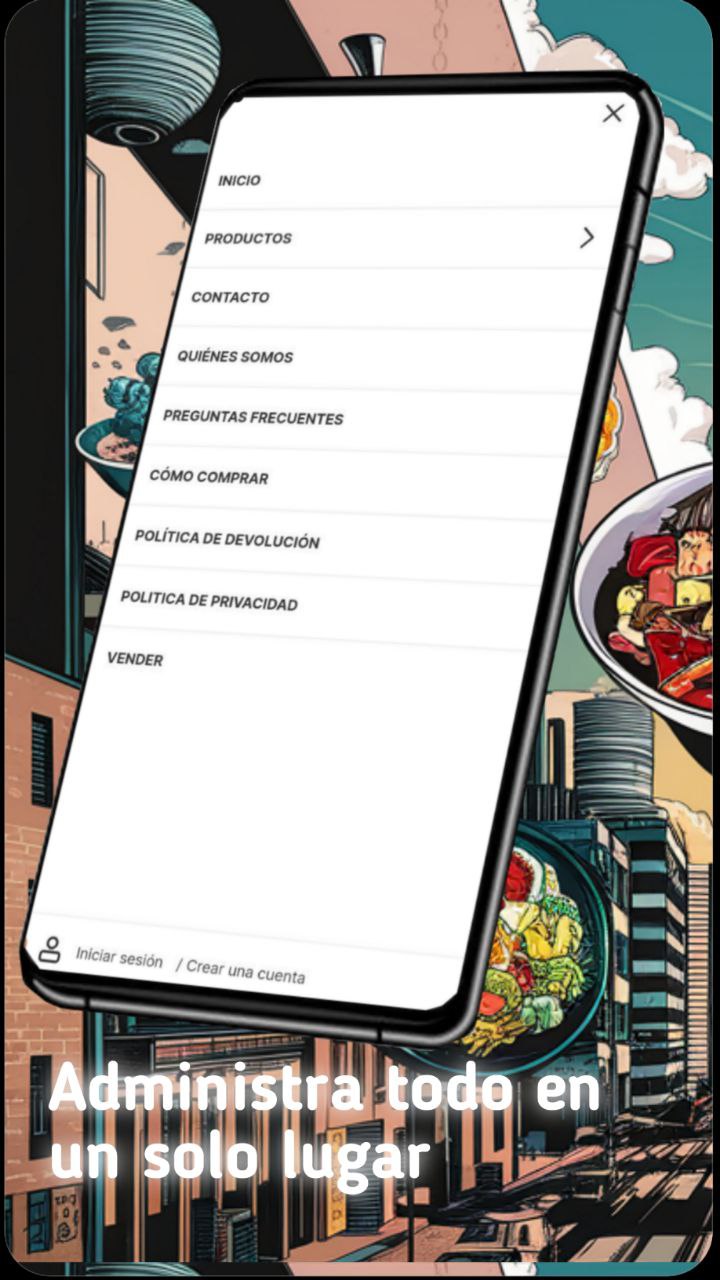 INICIO
PRODUCTOS
CONTACTO
QUIÉNES SOMOS
PREGUNTAS FRECUENTES
CÓMO COMPRAR
POLÍTICA DE DEVOLUCIÓN
POLITICA DE PRIVACIDAD
VENDER
Iniciar sesión / Crear una cuenta
Administra todo en
un solo lugar